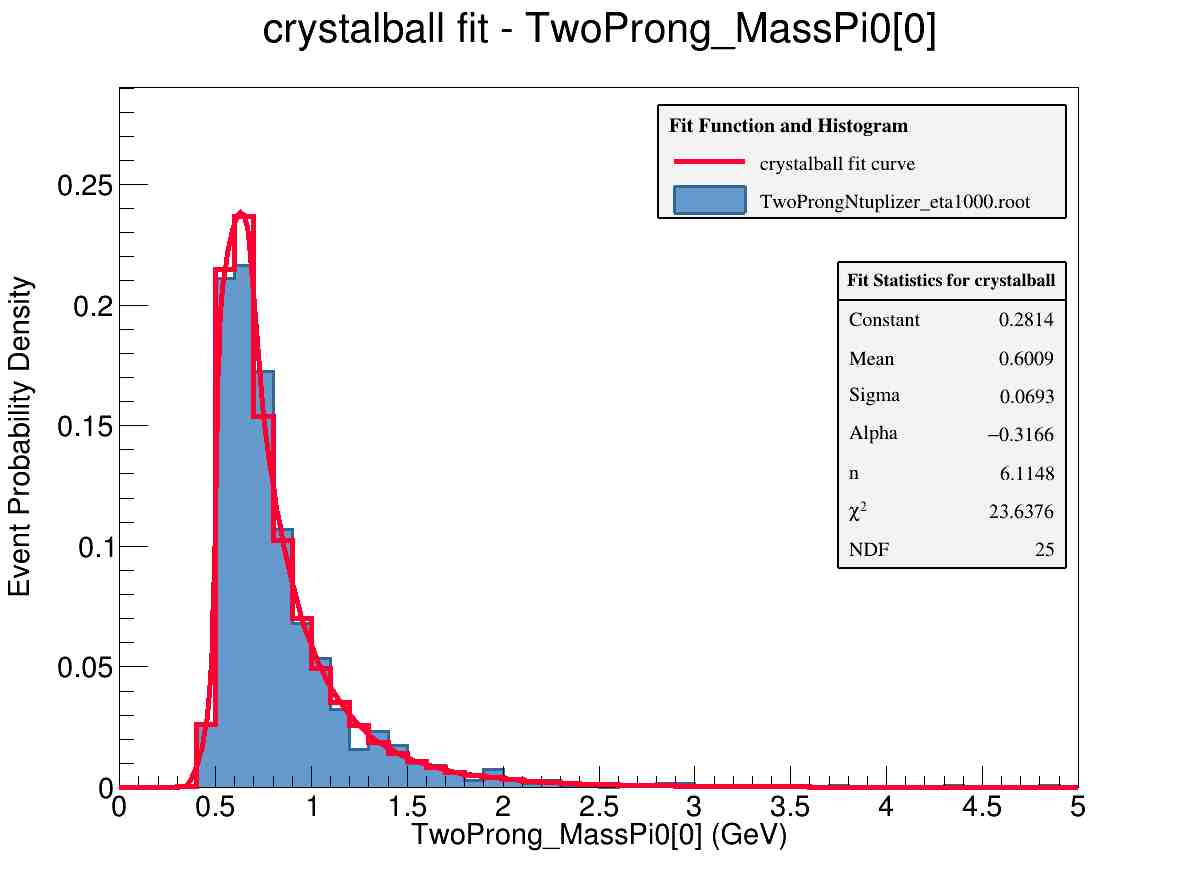 crystalball fit - TwoProng_MassPi0[0]
Fit Function and Histogram
crystalball fit curve
TwoProngNtuplizer_eta1000.root
Fit Statistics for crystalball
Constant 0.2814
Mean 0.6009
Sigma 0.0693
Alpha −0.3166
n 6.1148
χ² 23.6376
NDF 25
Event Probability Density
0.25
0.2
0.15
0.1
0.05
0
0 0.5 1 1.5 2 2.5 3 3.5 4 4.5 5
TwoProng_MassPi0[0] (GeV)